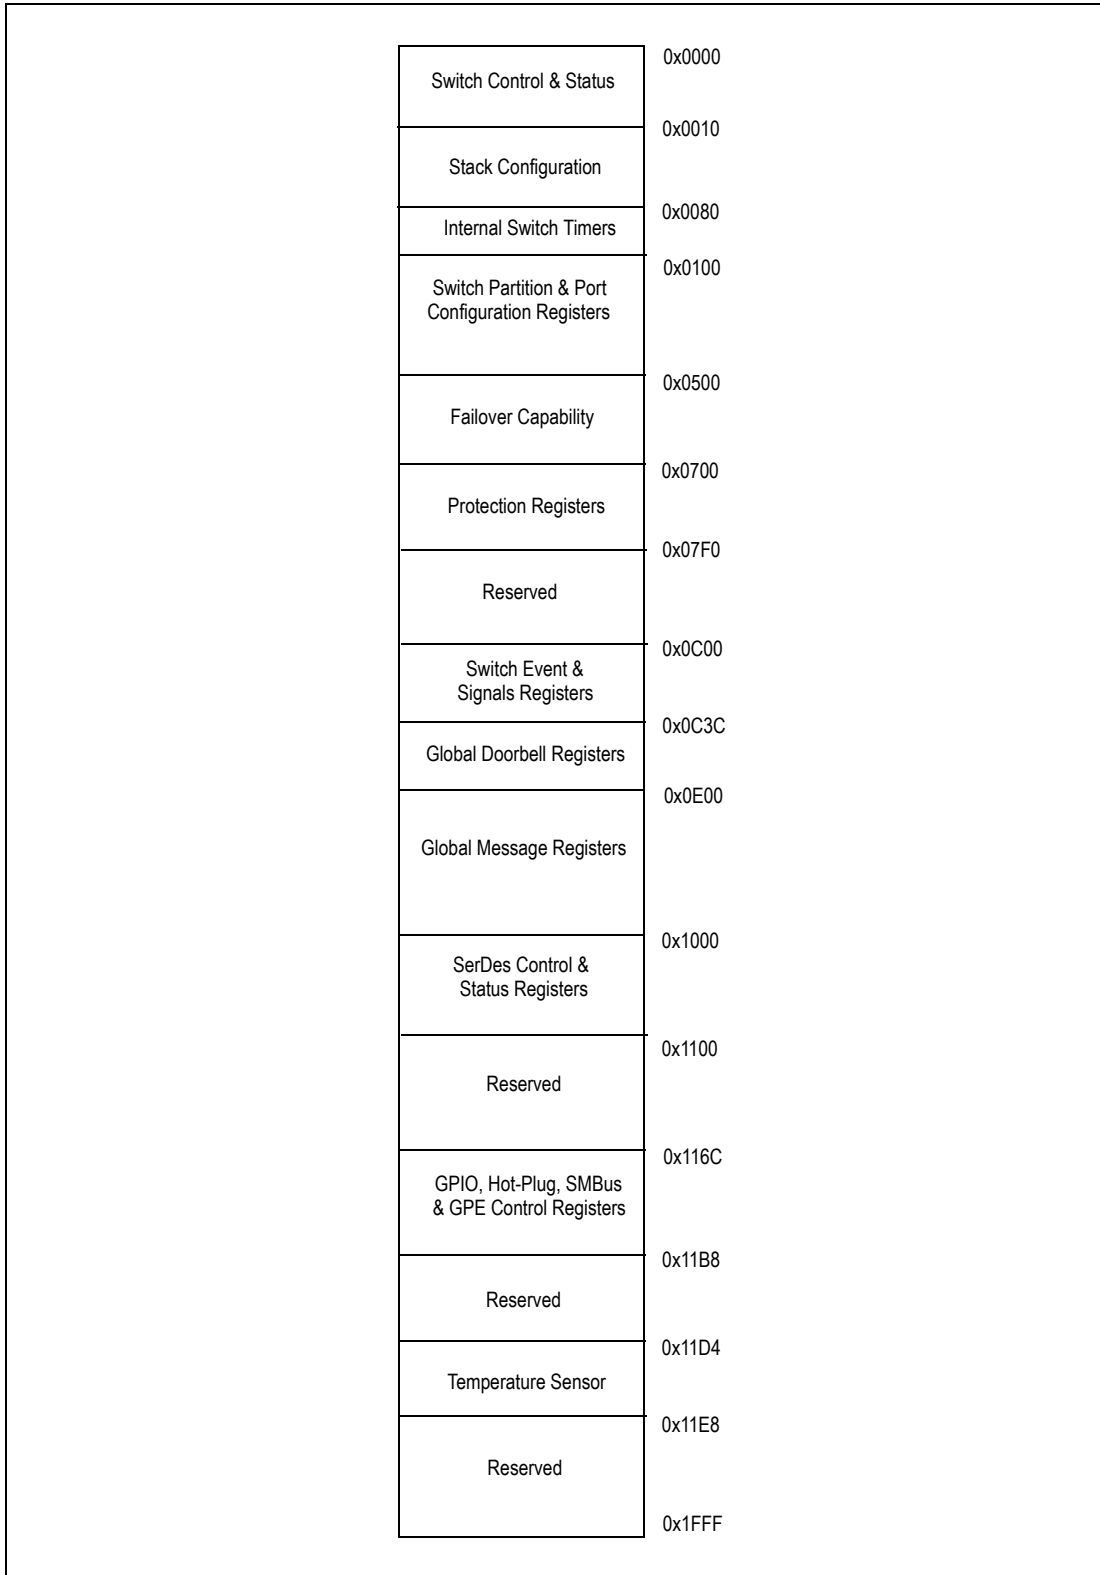 0x0000
Switch Control & Status
0x0010
Stack Configuration
0x0080
Internal Switch Timers
0x0100
Switch Partition & Port
Configuration Registers
0x0500
Failover Capability
0x0700
Protection Registers
0x07F0
Reserved
0x0C00
Switch Event &
Signals Registers
0x0C3C
Global Doorbell Registers
0x0E00
Global Message Registers
0x1000
SerDes Control &
Status Registers
0x1100
Reserved
0x116C
GPIO, Hot-Plug, SMBus
& GPE Control Registers
0x11B8
Reserved
0x11D4
Temperature Sensor
0x11E8
Reserved
0x1FFF